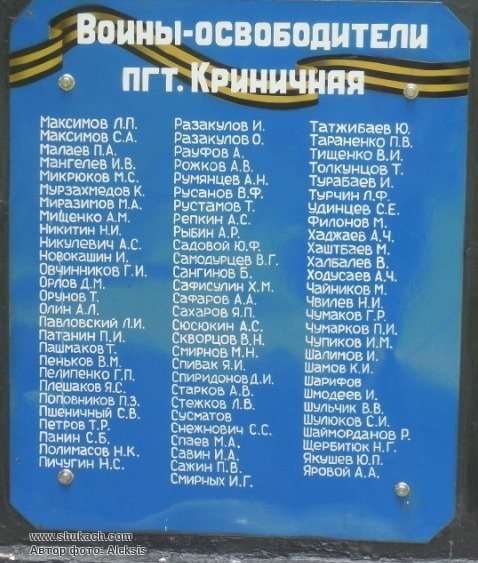 Воины-освободители
пгт. Криничная
Максимов Л.П.
Максимов С.А.
Малаев П.А.
Мангелев И.В.
Микрюков М.С.
Мурзахмедов К.
Миразимов М.А.
Мищенко А.М.
Никитин Н.И.
Никулевич А.С.
Новокашин И.
Овчинников Г.И.
Орлов Д.М.
Орунов Т.
Олин А.Л.
Павловский Л.И.
Патанин П.И.
Пашмаков Т.
Пеньков В.М.
Пелипенко Г.П.
Плешаков Я.С.
Поповников П.З.
Пшеничный С.В.
Петров Т.Р.
Панин С.Б.
Полимасов Н.К.
Пичугин Н.С.
Разакулов И.
Разакулов О.
Рауфов А.
Рожков А.В.
Румянцев А.Н.
Русанов В.Ф.
Рустамов Т.
Репкин А.С.
Рыбин А.Р.
Садовой Ю.Ф.
Самодурцев В.Г.
Сангинов Б.
Сафисулин Х.М.
Сафаров А.А.
Сахаров Я.П.
Сюсюкин А.С.
Скворцов В.Н.
Смирнов М.Н.
Спивак Я.И.
Спиридонов Д.И.
Старков А.В.
Стежков Л.В.
Сусматов
Снежнович С.С.
Спаев М.А.
Савин И.А.
Сажин П.В.
Смирных И.Г.
Татжибаев Ю.
Тараненко П.В.
Тищенко В.И.
Толкунцов Т.
Турабаев И.
Турчин Л.Ф.
Удинцев С.Е.
Филонов М.
Хаджаев А.Ч.
Хаштбаев М.
Халбалев В.
Ходусаев А.Ч.
Чайников М.
Чвилев Н.И.
Чумаков Г.Р.
Чумарков П.И.
Чупиков И.М.
Шалимов И.
Шамов К.И.
Шарифов
Шмодеев И.
Шульчик В.В.
Шулюков С.И.
Шайморданов Р.
Щербитюк Н.Г.
Якушев Ю.П.
Яровой А.А.
www.shukach.com
Автор фото: Aleksis